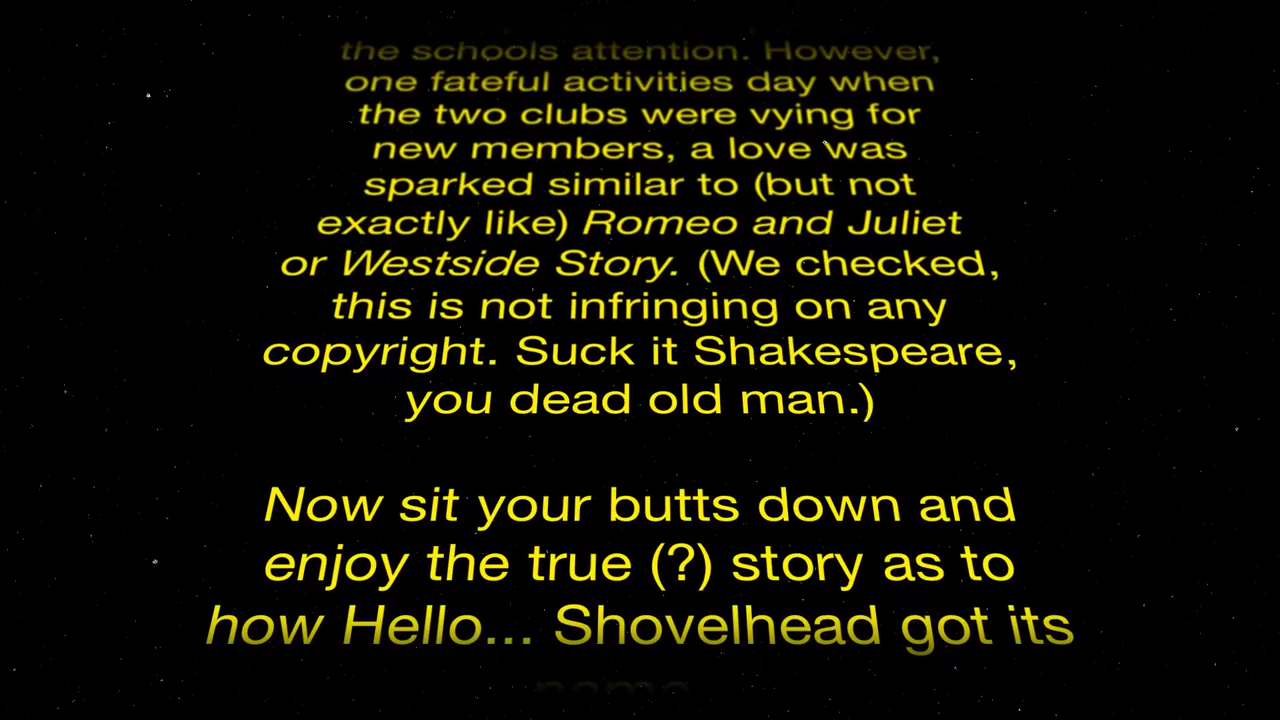 the schools attention. However,
one fateful activities day when
the two clubs were vying for
new members, a love was
sparked similar to (but not
exactly like) Romeo and Juliet
or Westside Story. (We checked,
this is not infringing on any
copyright. Suck it Shakespeare,
you dead old man.)
Now sit your butts down and
enjoy the true (?) story as to
how Hello... Shovelhead got its
name